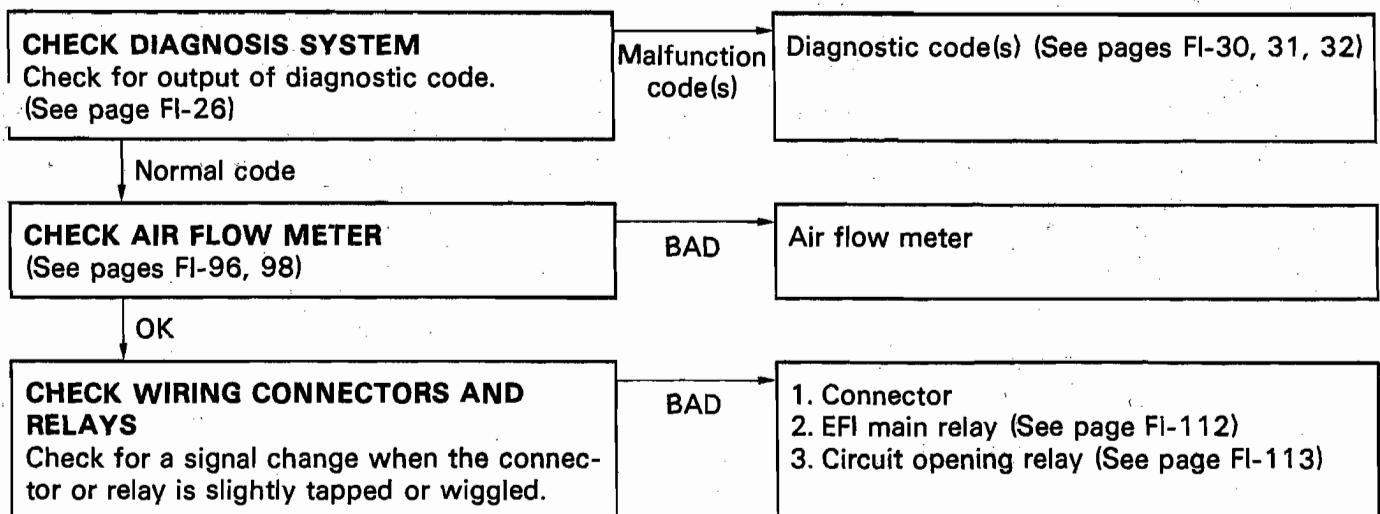 CHECK DIAGNOSIS SYSTEM
Check for output of diagnostic code.
(See page FI-26)
Malfunction
code(s)
Diagnostic code(s) (See pages FI-30, 31, 32)
Normal code
CHECK AIR FLOW METER
(See pages FI-96, 98)
BAD
Air flow meter
OK
CHECK WIRING CONNECTORS AND
RELAYS
Check for a signal change when the connec-
tor or relay is slightly tapped or wiggled.
BAD
1. Connector
2. EFI main relay (See page FI-112)
3. Circuit opening relay (See page FI-113)